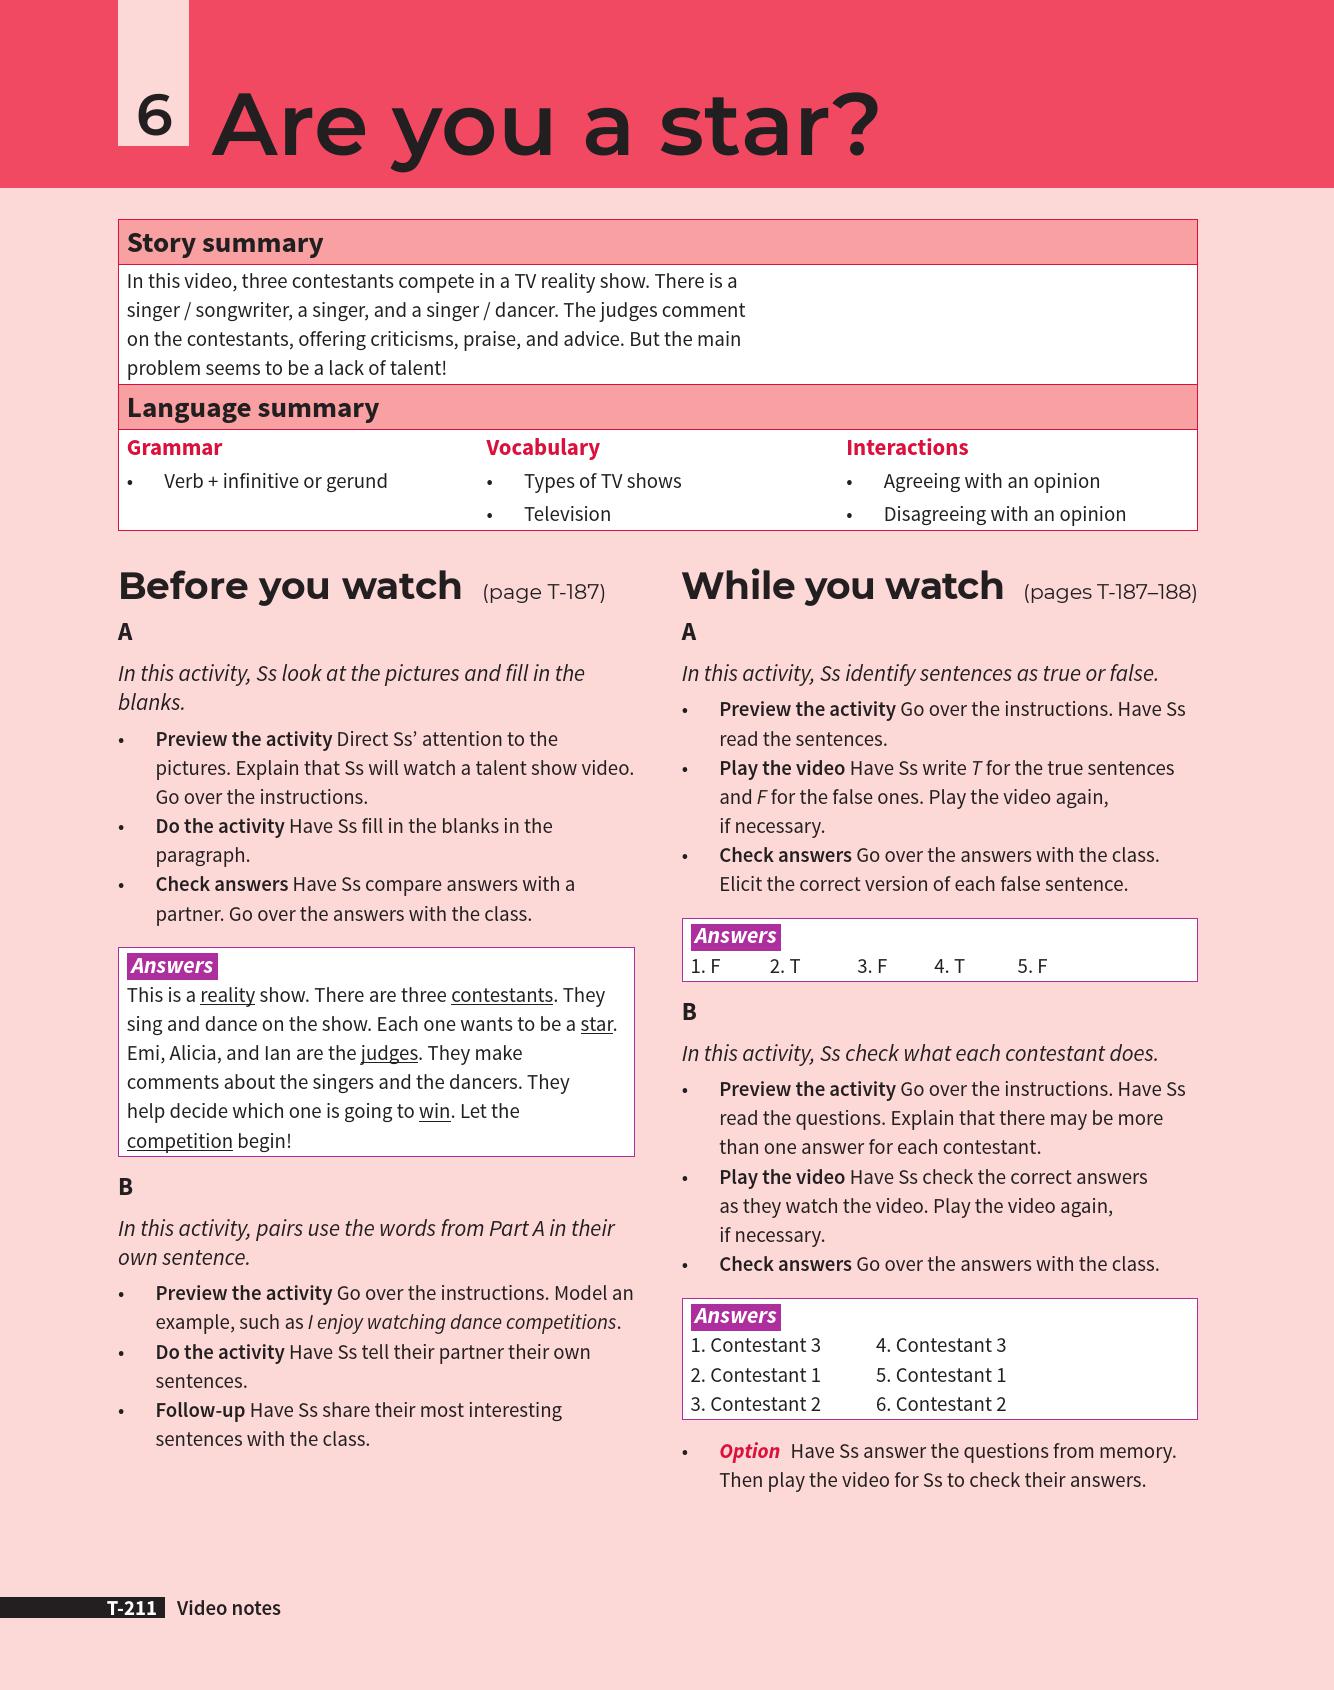 6 Are you a star?
Story summary
In this video, three contestants compete in a TV reality show. There is a
singer / songwriter, a singer, and a singer / dancer. The judges comment
on the contestants, offering criticisms, praise, and advice. But the main
problem seems to be a lack of talent!
Language summary
Grammar
• Verb + infinitive or gerund
Vocabulary
• Types of TV shows
• Television
Interactions
• Agreeing with an opinion
• Disagreeing with an opinion
Before you watch (page T-187)
A
In this activity, Ss look at the pictures and fill in the
blanks.
• Preview the activity Direct Ss’ attention to the
pictures. Explain that Ss will watch a talent show video.
Go over the instructions.
• Do the activity Have Ss fill in the blanks in the
paragraph.
• Check answers Have Ss compare answers with a
partner. Go over the answers with the class.
Answers
This is a reality show. There are three contestants. They
sing and dance on the show. Each one wants to be a star.
Emi, Alicia, and Ian are the judges. They make
comments about the singers and the dancers. They
help decide which one is going to win. Let the
competition begin!
B
In this activity, pairs use the words from Part A in their
own sentence.
• Preview the activity Go over the instructions. Model an
example, such as I enjoy watching dance competitions.
• Do the activity Have Ss tell their partner their own
sentences.
• Follow-up Have Ss share their most interesting
sentences with the class.
While you watch (pages T-187–188)
A
In this activity, Ss identify sentences as true or false.
• Preview the activity Go over the instructions. Have Ss
read the sentences.
• Play the video Have Ss write T for the true sentences
and F for the false ones. Play the video again,
if necessary.
• Check answers Go over the answers with the class.
Elicit the correct version of each false sentence.
Answers
1. F 2. T 3. F 4. T 5. F
B
In this activity, Ss check what each contestant does.
• Preview the activity Go over the instructions. Have Ss
read the questions. Explain that there may be more
than one answer for each contestant.
• Play the video Have Ss check the correct answers
as they watch the video. Play the video again,
if necessary.
• Check answers Go over the answers with the class.
Answers
1. Contestant 3 4. Contestant 3
2. Contestant 1 5. Contestant 1
3. Contestant 2 6. Contestant 2
• Option Have Ss answer the questions from memory.
Then play the video for Ss to check their answers.
T-211 Video notes